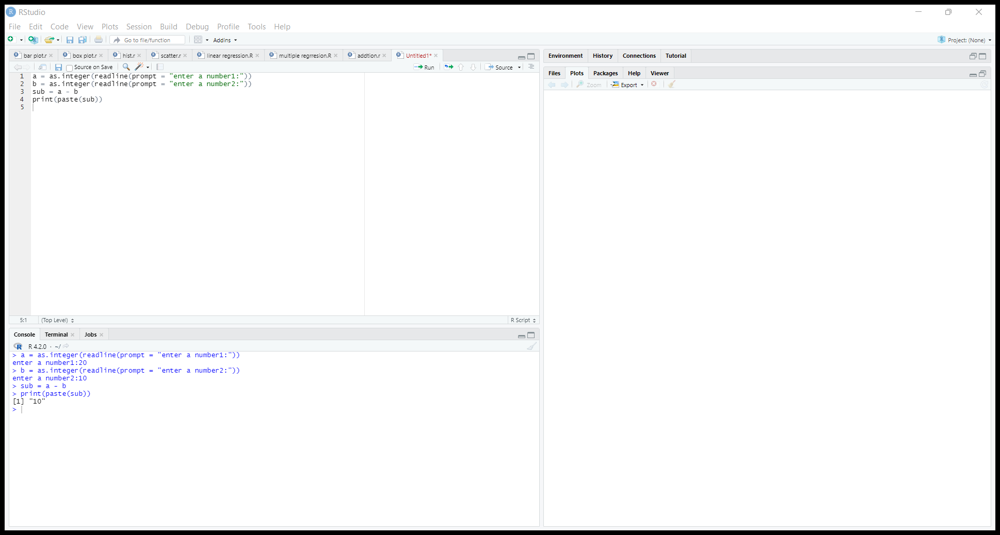 RStudio
File Edit Code View Plots Session Build Debug Profile Tools Help
Go to file/function Addins Project: (None)
bar plot.r box plot.r hist.r scatter.r linear regression.R multiple regrresion.R addtion.r Untitled1*
Source on Save Run Source
1 a = as.integer(readline(prompt = "enter a number1:"))
2 b = as.integer(readline(prompt = "enter a number2:"))
3 sub = a - b
4 print(paste(sub))
5
5:1 (Top Level) R Script
Console Terminal Jobs
R 4.2.0 · ~/
> a = as.integer(readline(prompt = "enter a number1:"))
enter a number1:20
> b = as.integer(readline(prompt = "enter a number2:"))
enter a number2:10
> sub = a - b
> print(paste(sub))
[1] "10"
>
Environment History Connections Tutorial
Files Plots Packages Help Viewer
Zoom Export